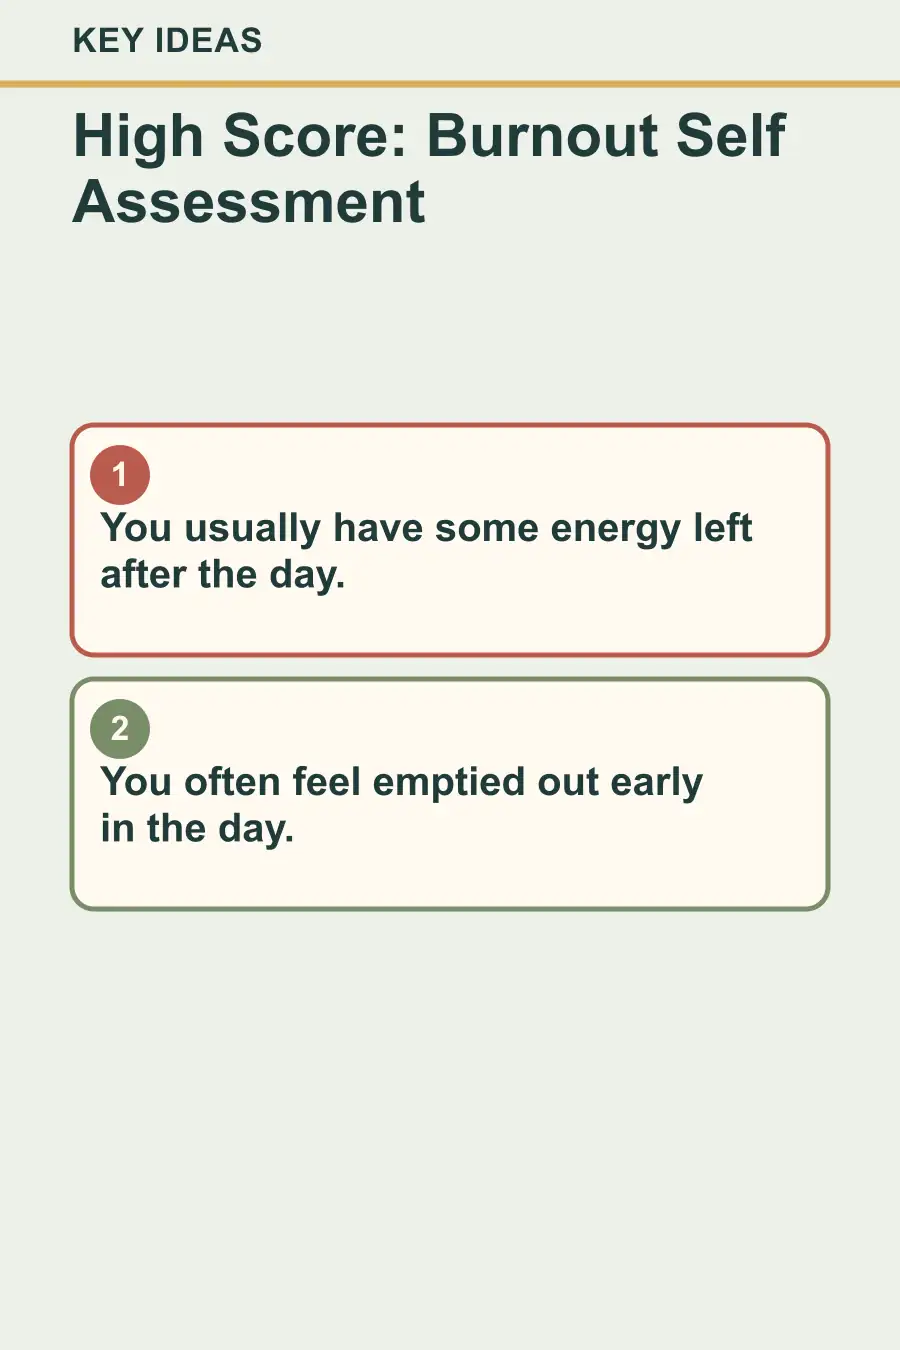 KEY IDEAS
High Score: Burnout Self
Assessment
1
You usually have some energy left
after the day.
2
You often feel emptied out early
in the day.